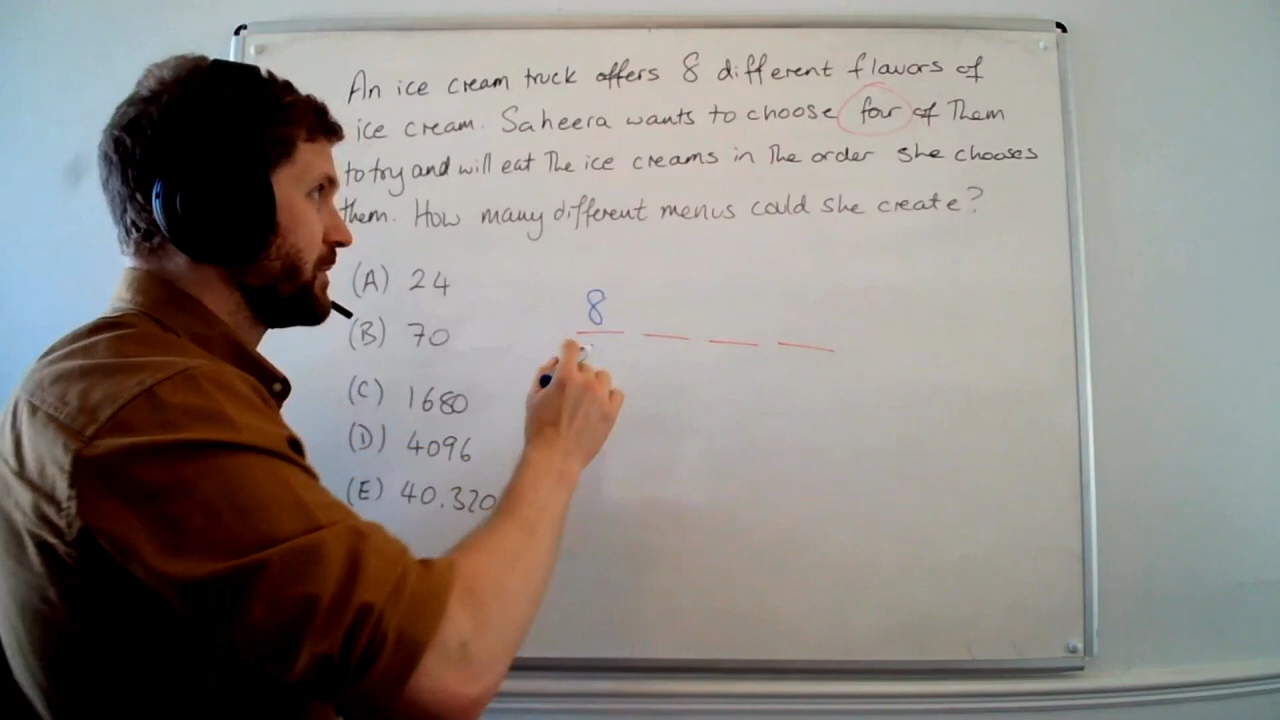 An ice cream truck offers 8 different flavors of
ice cream. Saheera wants to choose four of Them
to try and will eat The ice creams in The order she chooses
them. How many different menus could she create?
(A) 24
(B) 70
(C) 1680
(D) 4096
(E) 40.320
8